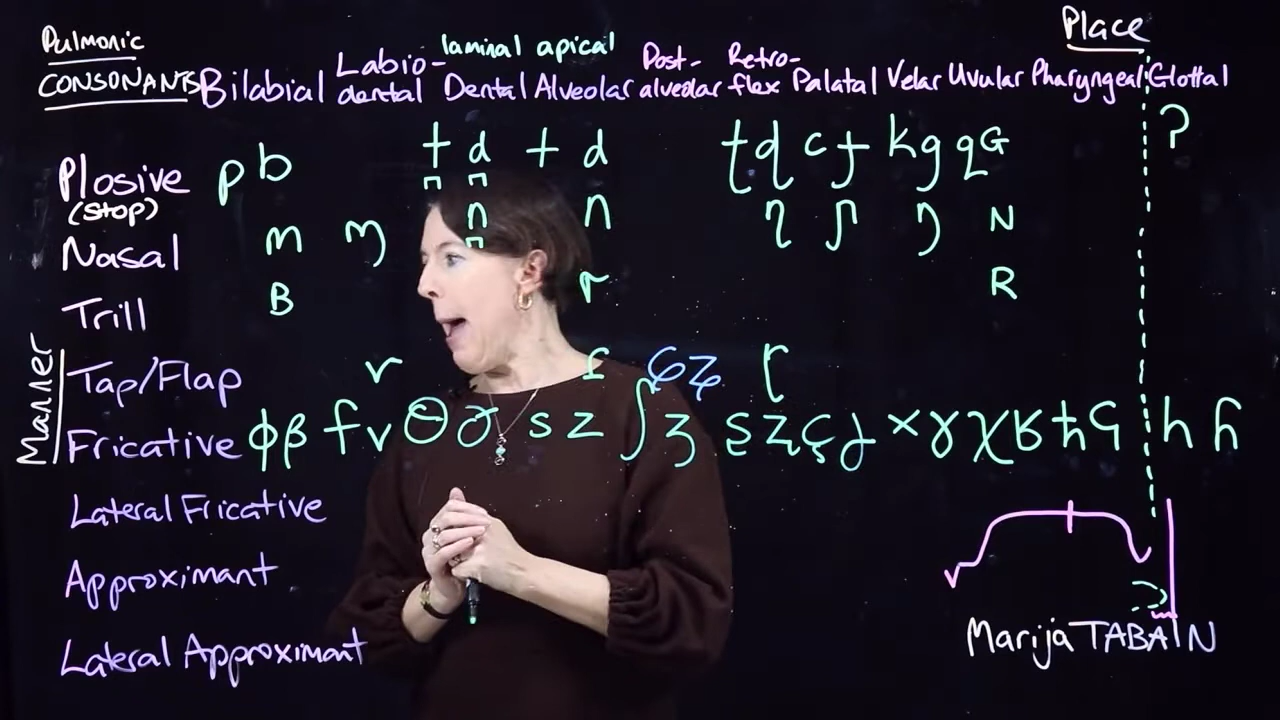 Pulmonic
CONSONANTS
Place
laminal apical
Bilabial Labio-dental Dental Alveolar Post-alveolar Retro-flex Palatal Velar Uvular Pharyngeal Glottal
Manner
Plosive p b t̪ d̪ t d ʈ ɖ c ɟ k g q ɢ ʔ
(stop)
Nasal m ɱ n̪ n ɳ ɲ ŋ ɴ
Trill ʙ r ʀ
Tap/Flap ⱱ ɾ ɕ ʑ ɽ
Fricative ɸ β f v θ ð s z ʃ ʒ ʂ ʐ ç ʝ x ɣ χ ʁ ħ ʕ h ɦ
Lateral Fricative
Approximant
Lateral Approximant
Marija TABAIN